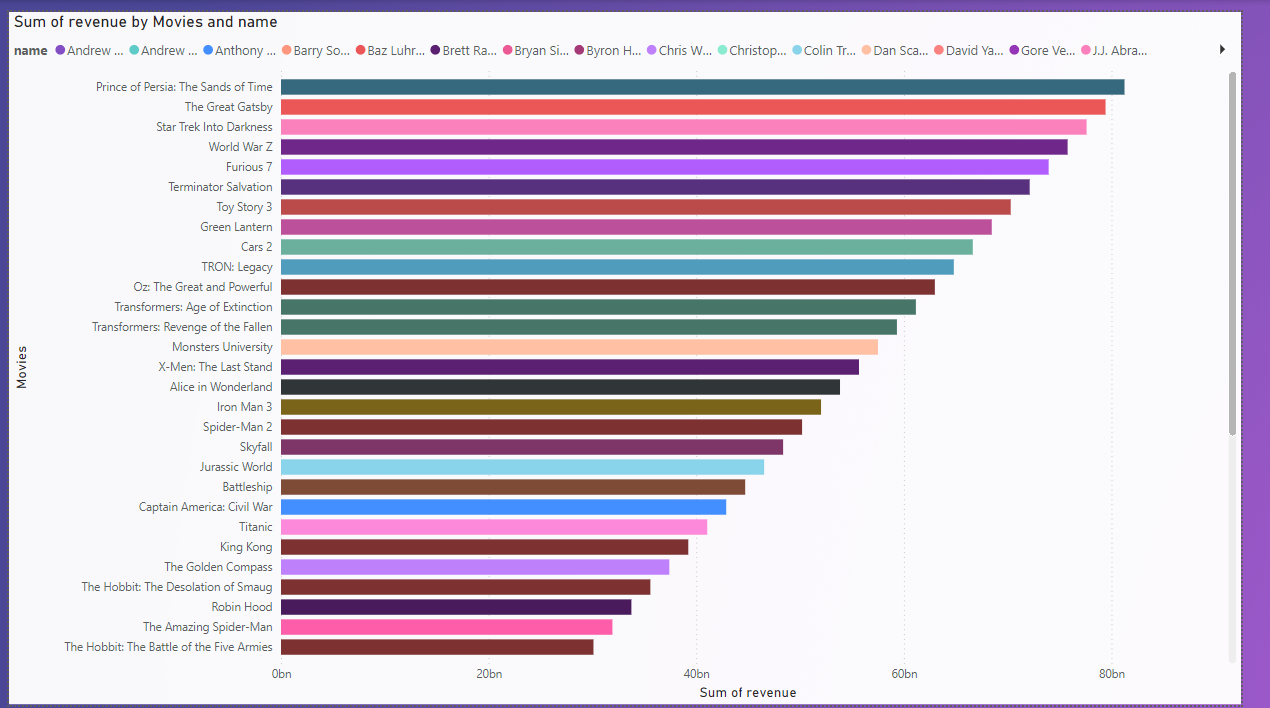 Sum of revenue by Movies and name
name Andrew ... Andrew ... Anthony ... Barry So... Baz Luhr... Brett Ra... Bryan Si... Byron H... Chris W... Christop... Colin Tr... Dan Sca... David Ya... Gore Ve... J.J. Abra...
Movies
Prince of Persia: The Sands of Time
The Great Gatsby
Star Trek Into Darkness
World War Z
Furious 7
Terminator Salvation
Toy Story 3
Green Lantern
Cars 2
TRON: Legacy
Oz: The Great and Powerful
Transformers: Age of Extinction
Transformers: Revenge of the Fallen
Monsters University
X-Men: The Last Stand
Alice in Wonderland
Iron Man 3
Spider-Man 2
Skyfall
Jurassic World
Battleship
Captain America: Civil War
Titanic
King Kong
The Golden Compass
The Hobbit: The Desolation of Smaug
Robin Hood
The Amazing Spider-Man
The Hobbit: The Battle of the Five Armies
0bn 20bn 40bn 60bn 80bn
Sum of revenue